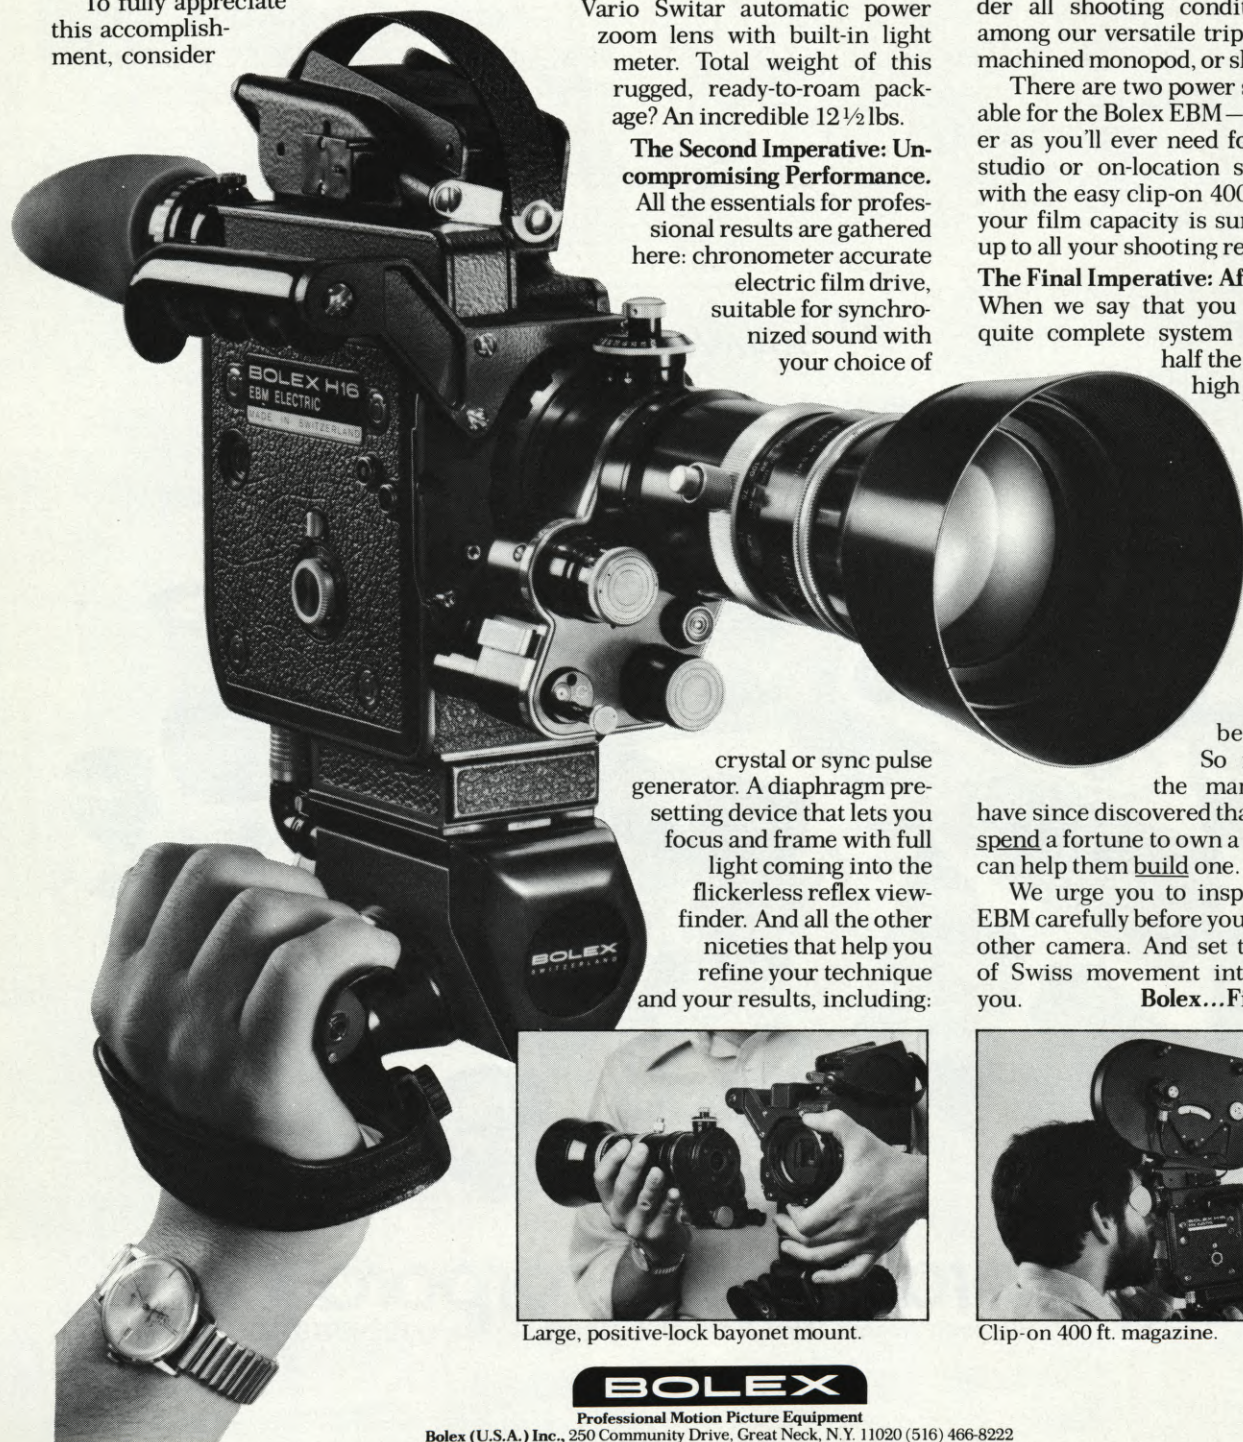 To fully appreciate
this accomplish-
ment, consider
Vario Switar automatic power
zoom lens with built-in light
meter. Total weight of this
rugged, ready-to-roam pack-
age? An incredible 12½ lbs.
The Second Imperative: Un-
compromising Performance.
All the essentials for profes-
sional results are gathered
here: chronometer accurate
electric film drive,
suitable for synchro-
nized sound with
your choice of
crystal or sync pulse
generator. A diaphragm pre-
setting device that lets you
focus and frame with full
light coming into the
flickerless reflex view-
finder. And all the other
niceties that help you
refine your technique
and your results, including:
der all shooting condit
among our versatile trip
machined monopod, or sh
There are two power s
able for the Bolex EBM—
er as you'll ever need fo
studio or on-location s
with the easy clip-on 400
your film capacity is su
up to all your shooting re
The Final Imperative: Af
When we say that you
quite complete system
half the
high
be
So
the man
have since discovered tha
spend a fortune to own a
can help them build one.
We urge you to insp
EBM carefully before you
other camera. And set t
of Swiss movement int
you. Bolex...Fi
BOLEX H16
EBM ELECTRIC
MADE IN SWITZERLAND
BOLEX
SWITZERLAND
Large, positive-lock bayonet mount.
Clip-on 400 ft. magazine.
BOLEX
Professional Motion Picture Equipment
Bolex (U.S.A.) Inc., 250 Community Drive, Great Neck, N.Y. 11020 (516) 466-8222